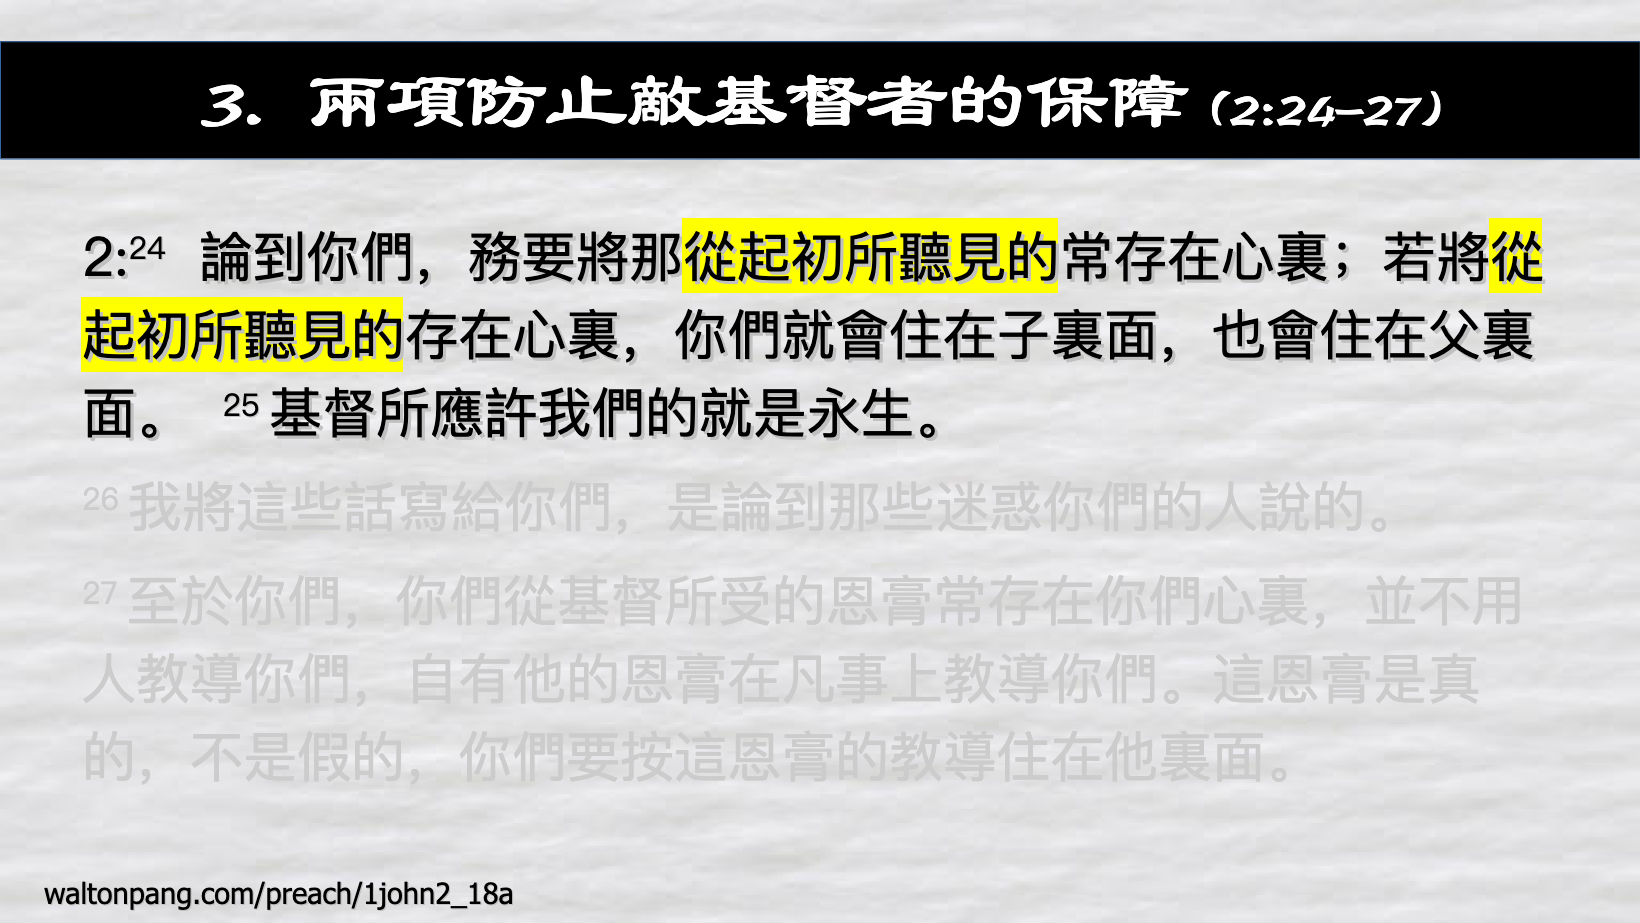 3. 兩項防止敵基督者的保障 (2:24–27)
2:24 論到你們，務要將那從起初所聽見的常存在心裏；若將從
起初所聽見的存在心裏，你們就會住在子裏面，也會住在父裏
面。 25 基督所應許我們的就是永生。
26 我將這些話寫給你們，是論到那些迷惑你們的人說的。
27 至於你們，你們從基督所受的恩膏常存在你們心裏，並不用
人教導你們，自有他的恩膏在凡事上教導你們。這恩膏是真
的，不是假的，你們要按這恩膏的教導住在他裏面。
waltonpang.com/preach/1john2_18a